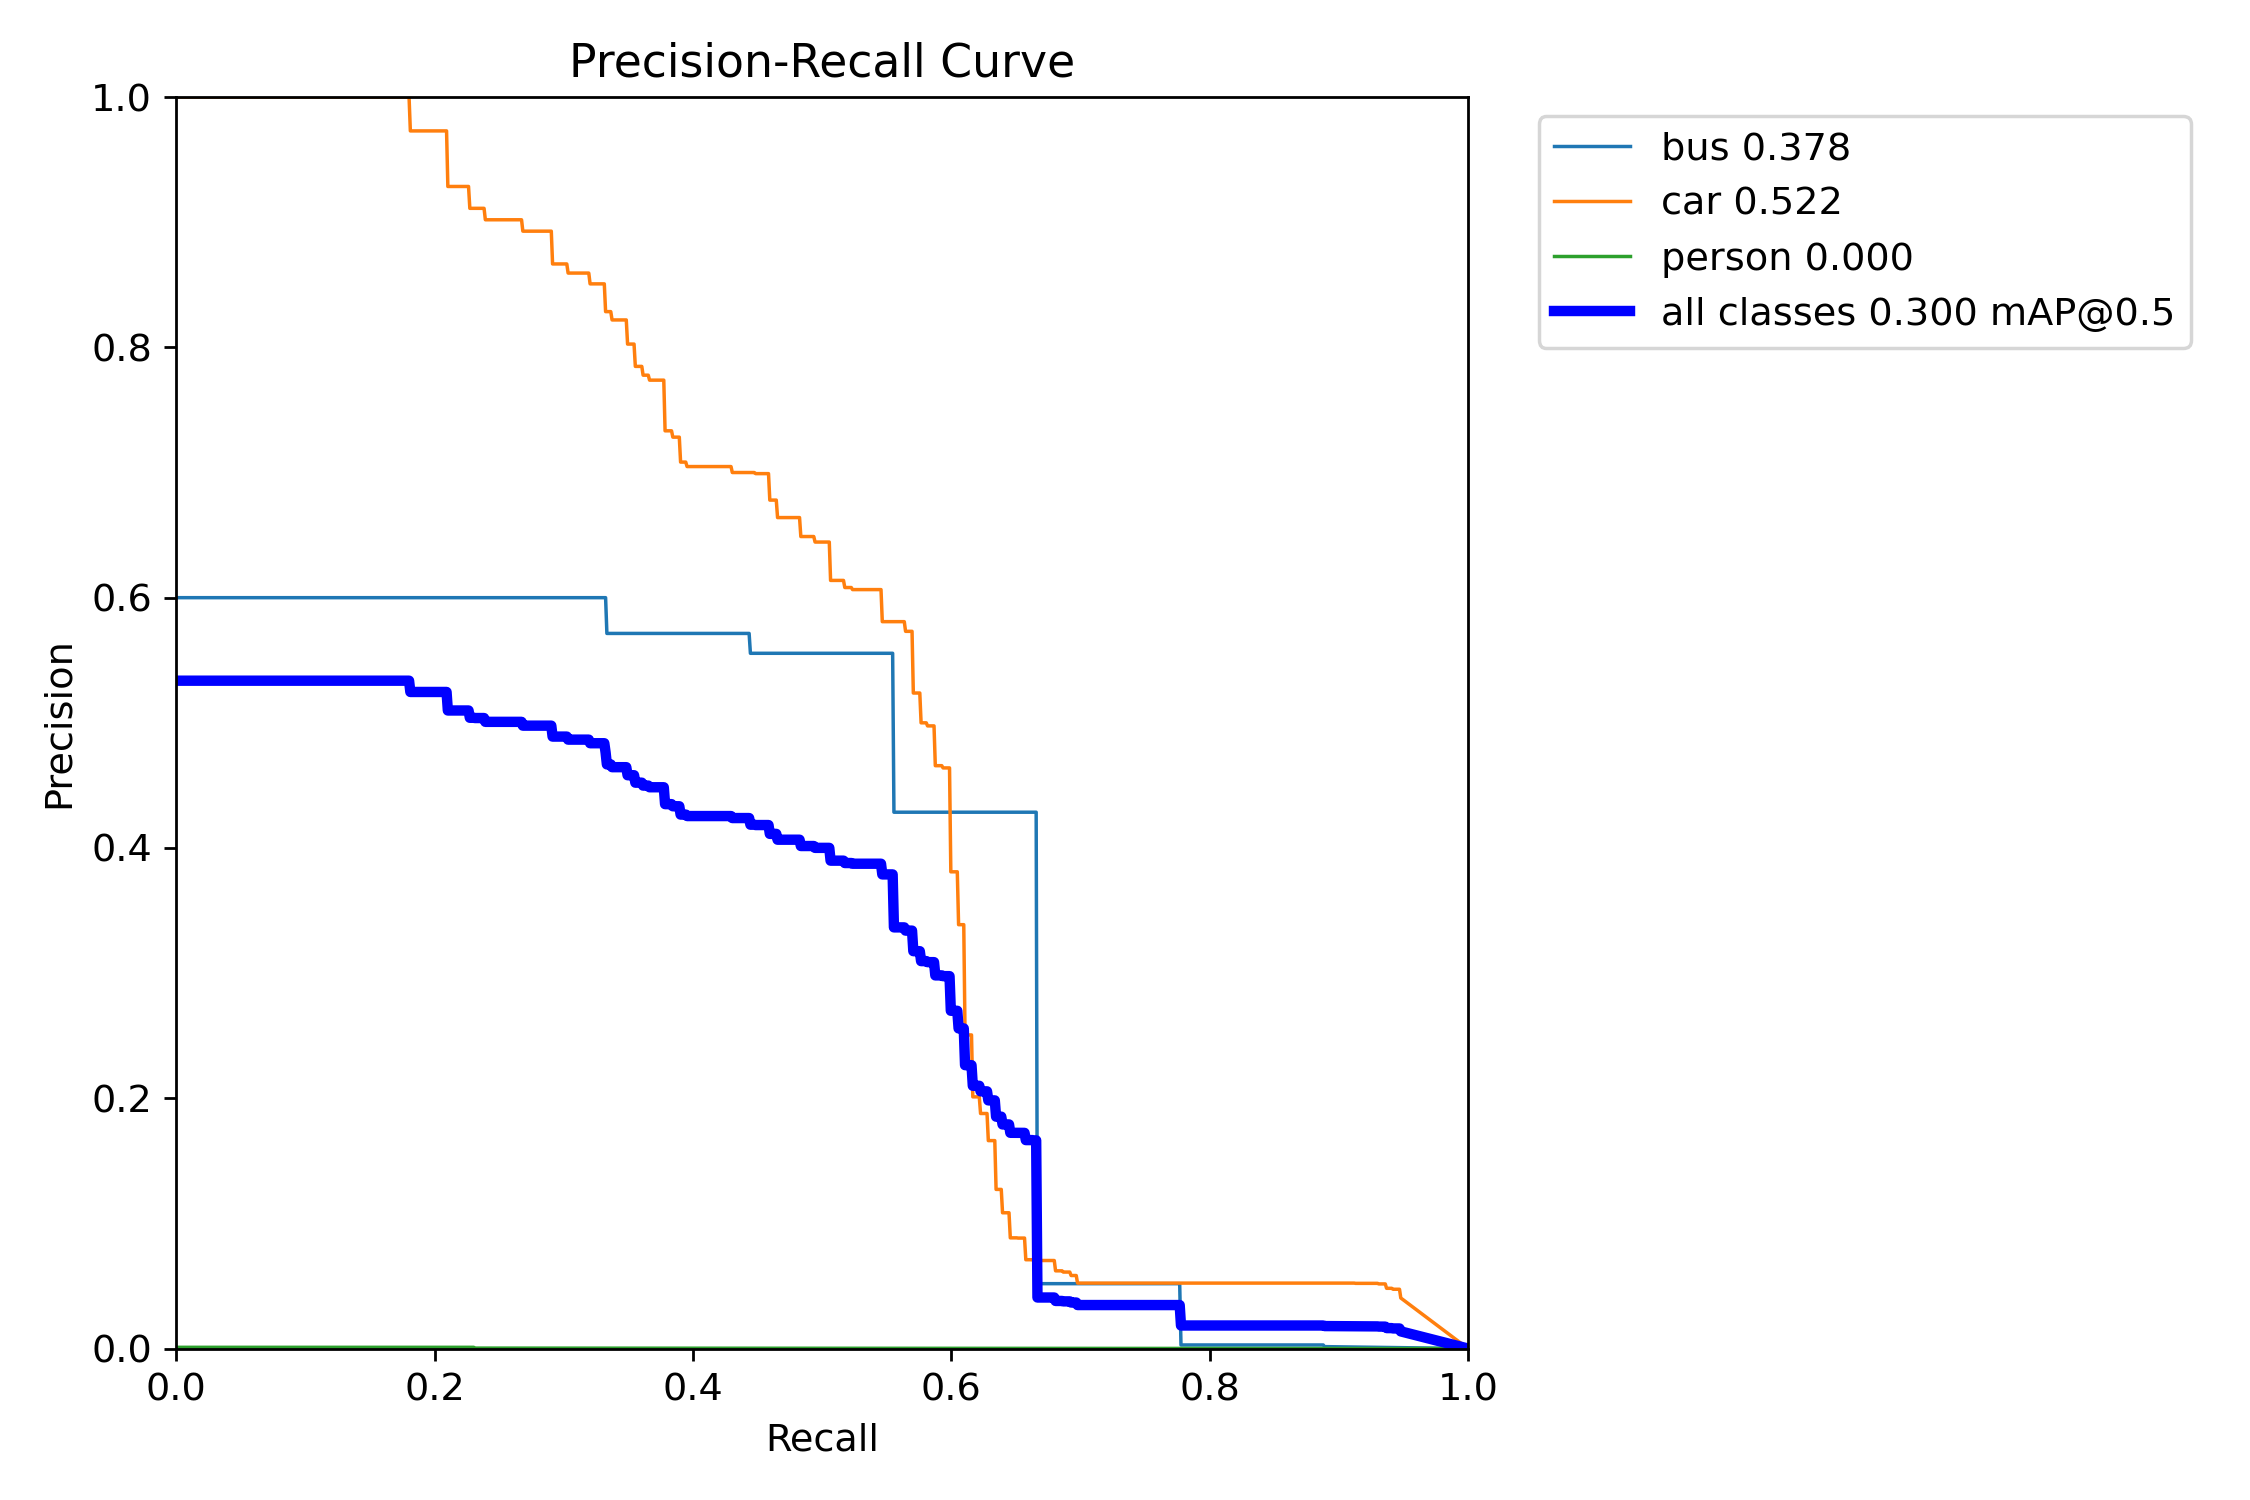 Precision-Recall Curve
1.0
0.8
0.6
0.4
0.2
0.0
Precision
0.0 0.2 0.4 0.6 0.8 1.0
Recall
bus 0.378
car 0.522
person 0.000
all classes 0.300 mAP@0.5